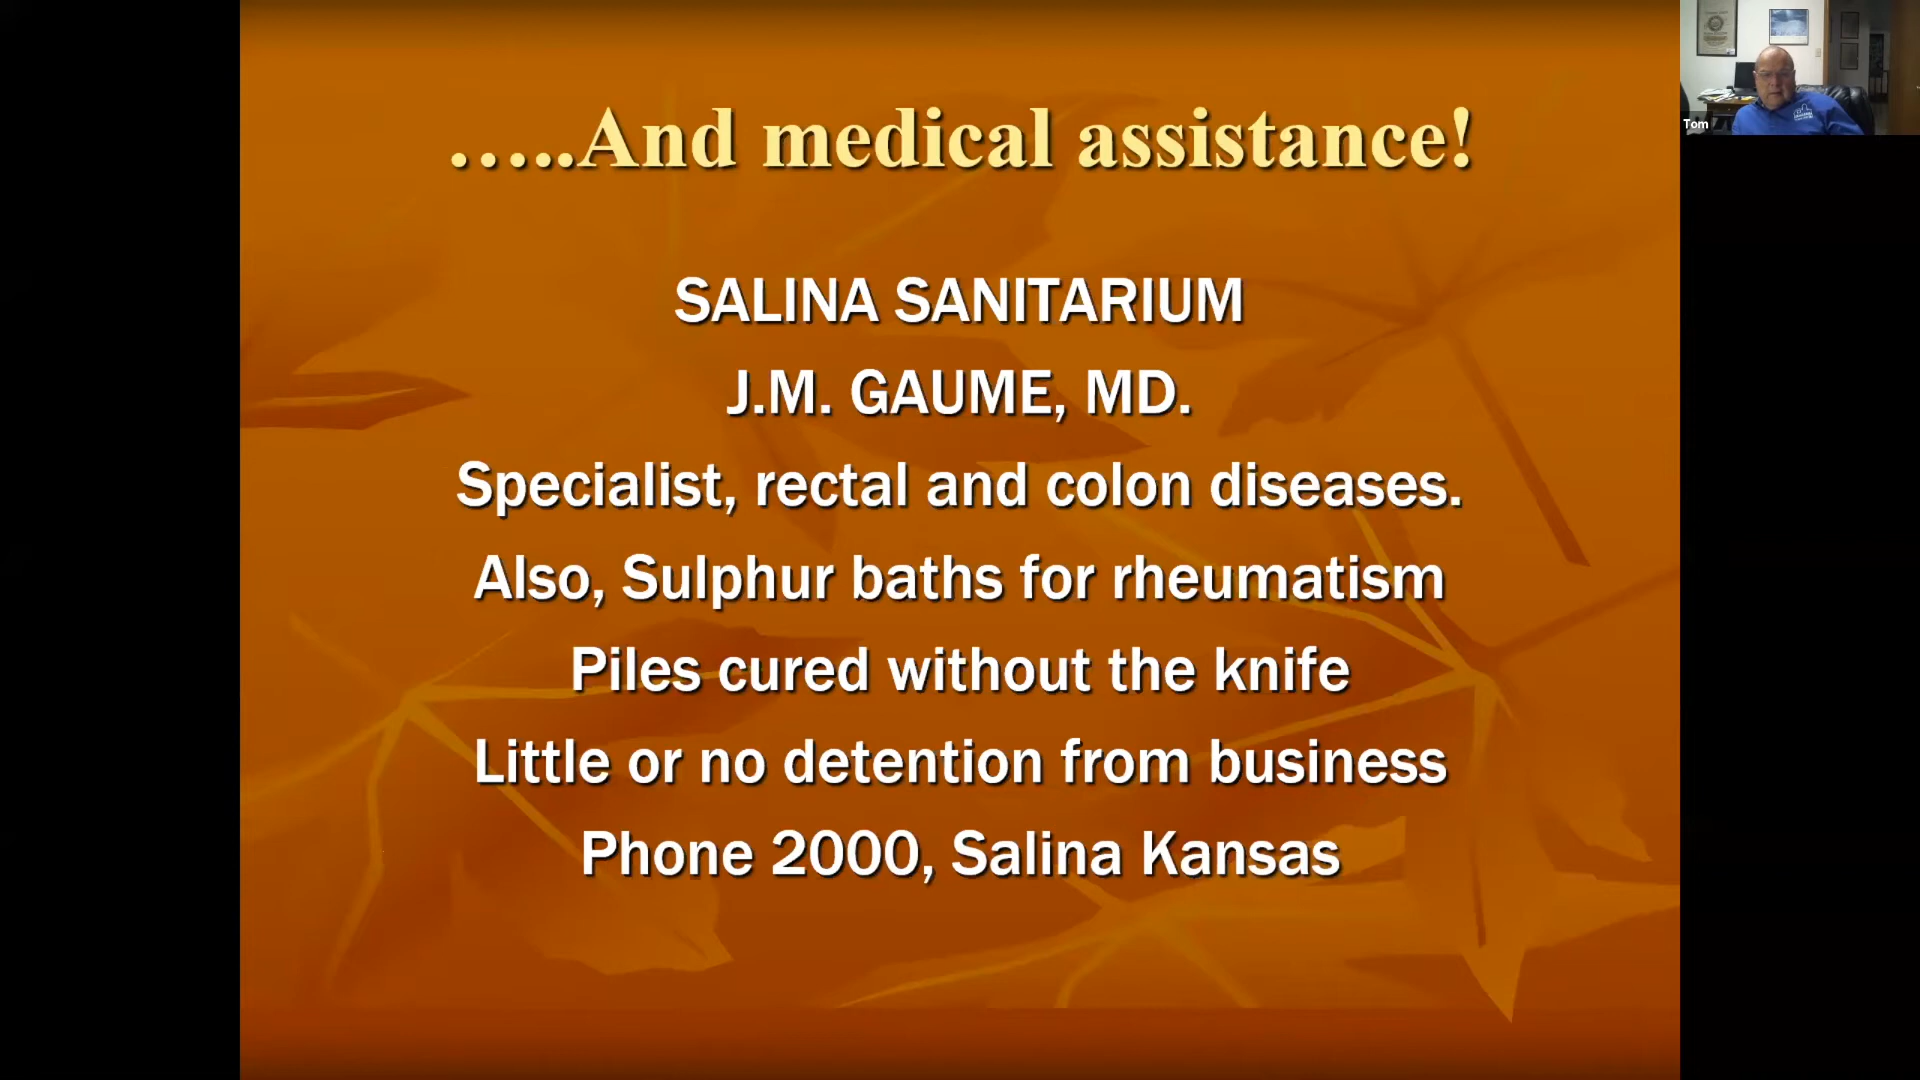 …..And medical assistance!
SALINA SANITARIUM
J.M. GAUME, MD.
Specialist, rectal and colon diseases.
Also, Sulphur baths for rheumatism
Piles cured without the knife
Little or no detention from business
Phone 2000, Salina Kansas
Tom